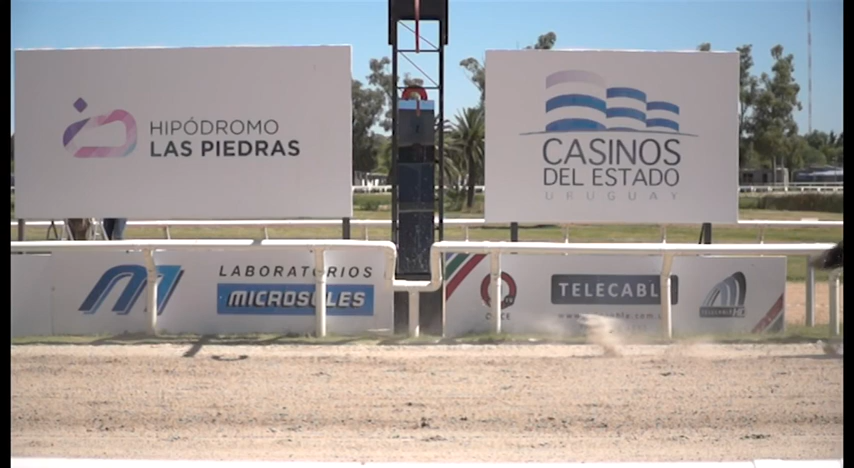 HIPÓDROMO
LAS PIEDRAS
CASINOS
DEL ESTADO
URUGUAY
LABORATORIOS
MICROSULES
TELECABLE